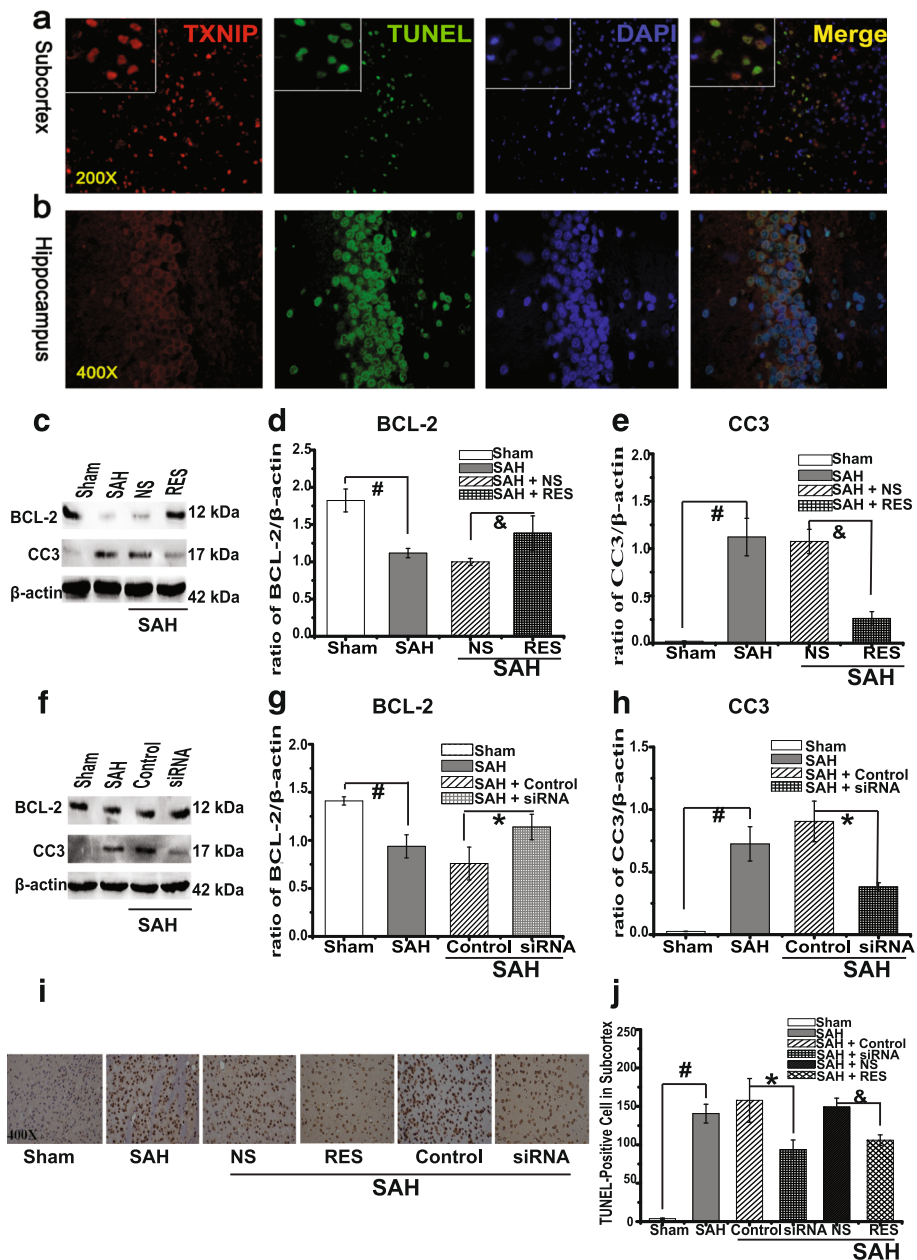 a
Subcortex
TXNIP
TUNEL
DAPI
Merge
200X
b
Hippocampus
400X
c
Sham SAH NS RES
BCL-2 12 kDa
CC3 17 kDa
β-actin 42 kDa
SAH
d
BCL-2
ratio of BCL-2/β-actin
2.5
2.0
1.5
1.0
0.5
0.0
Sham
SAH
SAH + NS
SAH + RES
#
&
Sham SAH NS RES
SAH
e
CC3
ratio of CC3/β-actin
2.0
1.5
1.0
0.5
0.0
Sham
SAH
SAH + NS
SAH + RES
#
&
Sham SAH NS RES
SAH
f
Sham SAH Control siRNA
BCL-2 12 kDa
CC3 17 kDa
β-actin 42 kDa
SAH
g
BCL-2
ratio of BCL-2/β-actin
2.0
1.5
1.0
0.5
0.0
Sham
SAH
SAH + Control
SAH + siRNA
#
*
Sham SAH Control siRNA
SAH
h
CC3
ratio of CC3/β-actin
1.5
1.0
0.5
0.0
Sham
SAH
SAH + Control
SAH + siRNA
#
*
Sham SAH Control siRNA
SAH
i
400X
Sham SAH NS RES Control siRNA
SAH
j
TUNEL-Positive Cell in Subcortex
250
200
150
100
50
0
Sham
SAH
SAH + Control
SAH + siRNA
SAH + NS
SAH + RES
#
*
&
Sham SAH Control siRNA NS RES
SAH